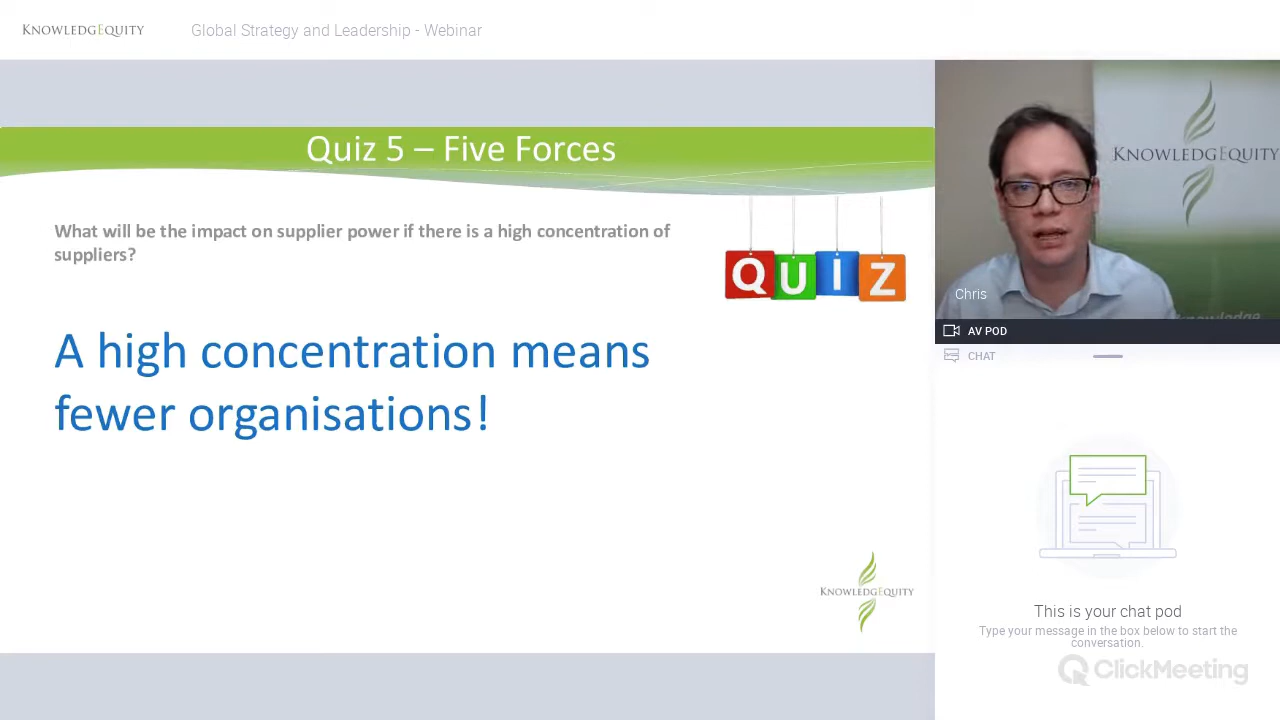 KNOWLEDGEQUITY
Global Strategy and Leadership - Webinar
Quiz 5 – Five Forces
What will be the impact on supplier power if there is a high concentration of
suppliers?
QUIZ
A high concentration means
fewer organisations!
KNOWLEDGEQUITY
KNOWLEDGEQUITY
Chris
AV POD
CHAT
This is your chat pod
Type your message in the box below to start the
conversation.
ClickMeeting